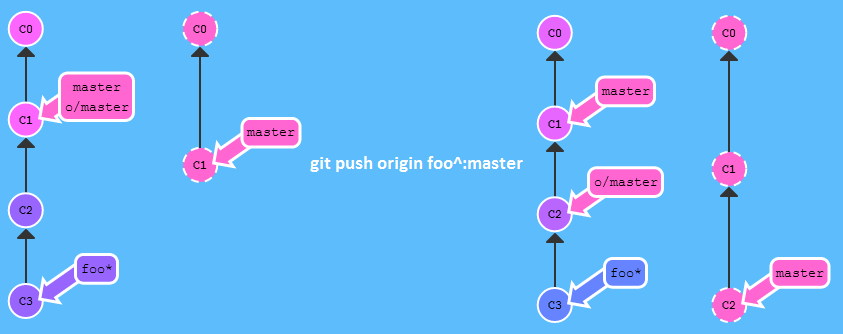 C0
C0
master
o/master
C1
master
C1
C2
foo*
C3
git push origin foo^:master
C0
C0
master
C1
C1
o/master
C2
foo*
C3
master
C2